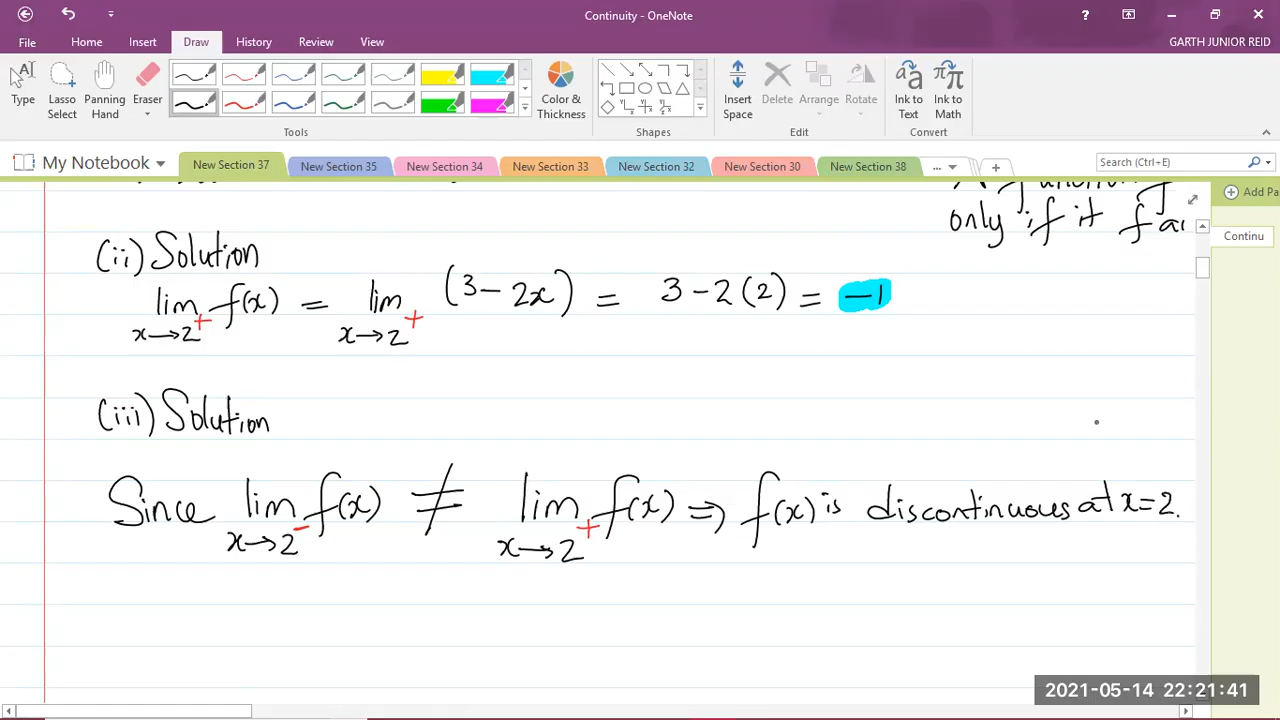 Continuity - OneNote
GARTH JUNIOR REID
File Home Insert Draw History Review View
Type
Lasso Select
Panning Hand
Eraser
Color & Thickness
Insert Space
Delete
Arrange
Rotate
Ink to Text
Ink to Math
Tools
Shapes
Edit
Convert
My Notebook
New Section 37 New Section 35 New Section 34 New Section 33 New Section 32 New Section 30 New Section 38 ...
Search (Ctrl+E)
Add Pa
Continu
only if it fai
(ii) Solution
lim x→2⁺ f(x) = lim x→2⁺ (3 − 2x) = 3 − 2(2) = −1
(iii) Solution
Since lim x→2⁻ f(x) ≠ lim x→2⁺ f(x) ⇒ f(x) is discontinuous at x=2.
2021-05-14 22:21:41